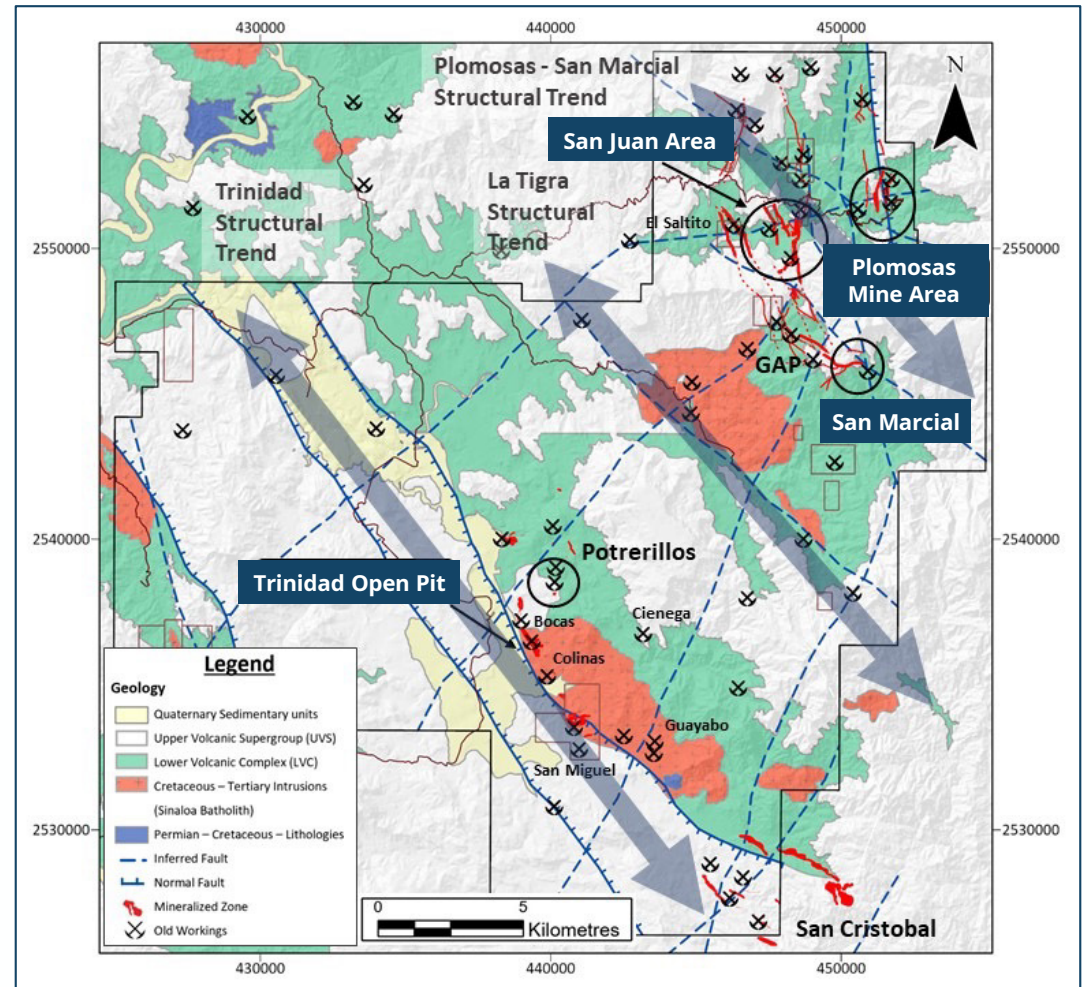 430000
440000
450000
Plomosas - San Marcial
Structural Trend
N
San Juan Area
La Tigra
Structural
Trend
Trinidad
Structural
Trend
El Saltito
2550000
2550000
Plomosas
Mine Area
GAP
San Marcial
2540000
2540000
Potrerillos
Trinidad Open Pit
Bocas
Cienega
Colinas
Guayabo
San Miguel
Legend
Geology
Quaternary Sedimentary units
Upper Volcanic Supergroup (UVS)
Lower Volcanic Complex (LVC)
Cretaceous – Tertiary Intrusions
(Sinaloa Batholith)
Permian – Cretaceous – Lithologies
Inferred Fault
Normal Fault
Mineralized Zone
Old Workings
2530000
2530000
0 5
Kilometres
San Cristobal
430000
440000
450000